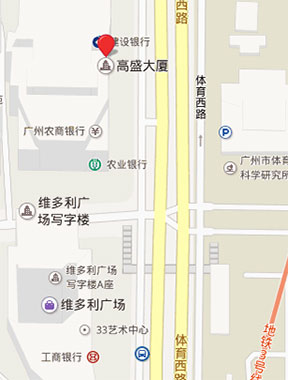 体育西路
建设银行
高盛大厦
体育西路
广州农商银行
P
广州市体育
科学研究所
农业银行
维多利广
场写字楼
维多利广场
写字楼A座
维多利广场
33艺术中心
体育西路
工商银行
地铁3号线